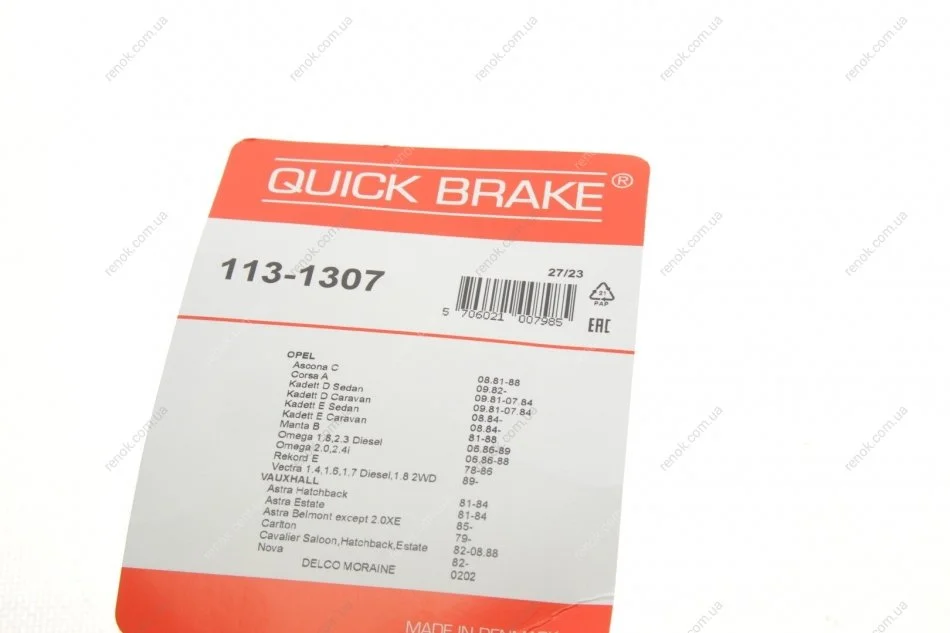 QUICK BRAKE®
113-1307
27/23
21
PAP
5 706021 007985
EAC
OPEL
Ascona C 08.81-88
Corsa A 09.82-
Kadett D Sedan 09.81-07.84
Kadett D Caravan 09.81-07.84
Kadett E Sedan 08.84-
Kadett E Caravan 08.84-
Manta B 81-88
Omega 1.8,2.3 Diesel 06.86-89
Omega 2.0,2.4i 06.86-88
Rekord E 78-86
Vectra 1.4,1.6,1.7 Diesel,1.8 2WD 89-
VAUXHALL
Astra Hatchback 81-84
Astra Estate 81-84
Astra Belmont except 2.0XE 85-
Carlton 79-
Cavalier Saloon,Hatchback,Estate 82-08.88
Nova 82-
DELCO MORAINE 0202
MADE IN DENMARK
renok.com.ua